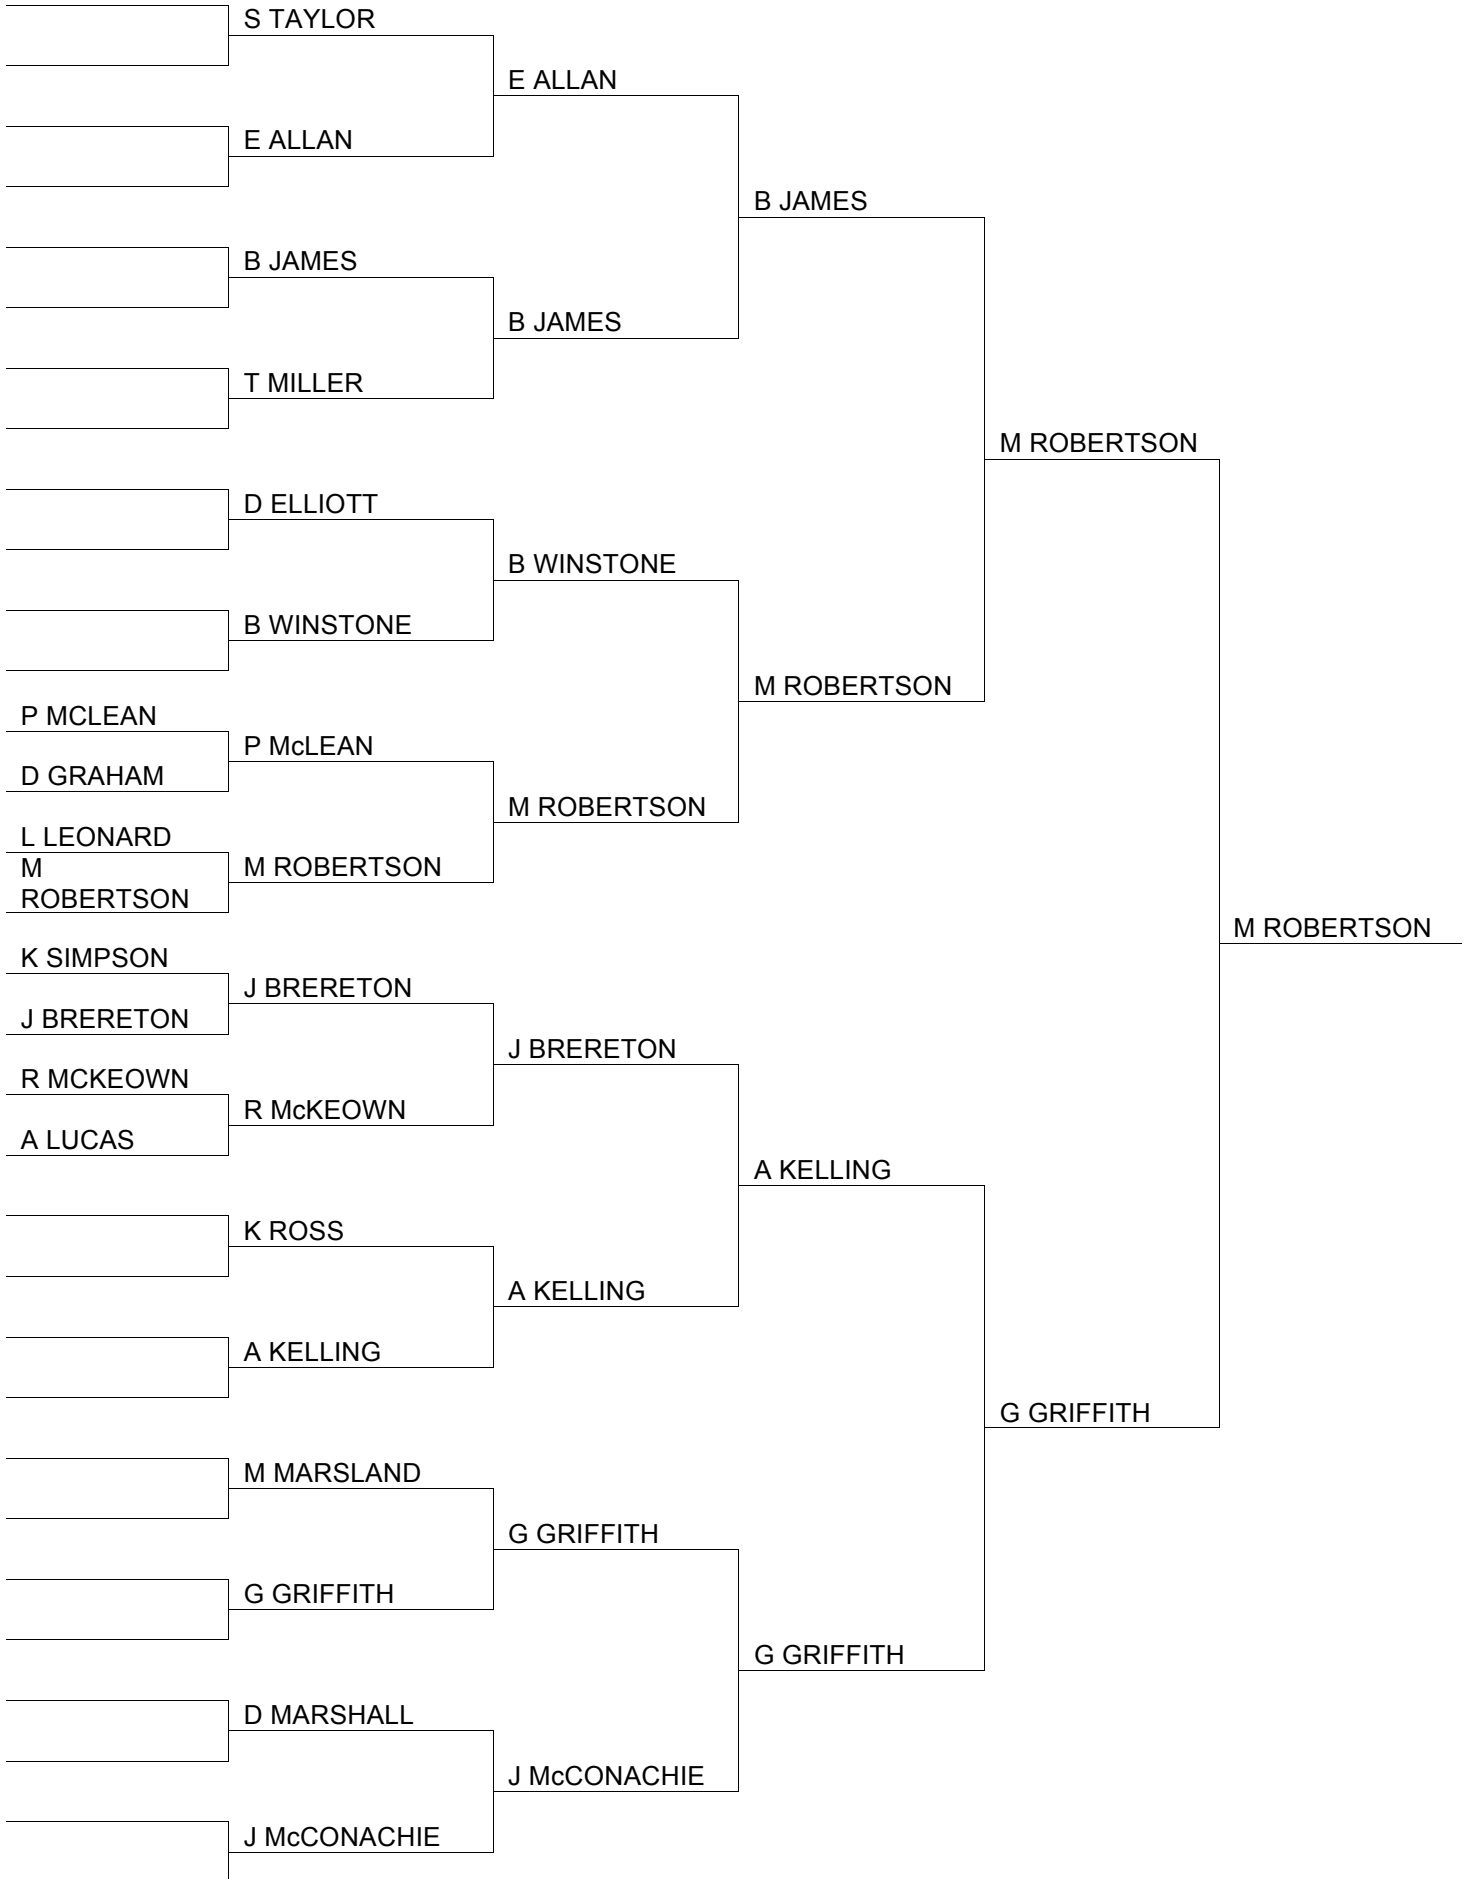 S TAYLOR
E ALLAN
E ALLAN
B JAMES
B JAMES
B JAMES
T MILLER
M ROBERTSON
D ELLIOTT
B WINSTONE
B WINSTONE
M ROBERTSON
P MCLEAN
P McLEAN
D GRAHAM
M ROBERTSON
L LEONARD
M
ROBERTSON
M ROBERTSON
M ROBERTSON
K SIMPSON
J BRERETON
J BRERETON
J BRERETON
R MCKEOWN
R McKEOWN
A LUCAS
A KELLING
K ROSS
A KELLING
A KELLING
G GRIFFITH
M MARSLAND
G GRIFFITH
G GRIFFITH
G GRIFFITH
D MARSHALL
J McCONACHIE
J McCONACHIE